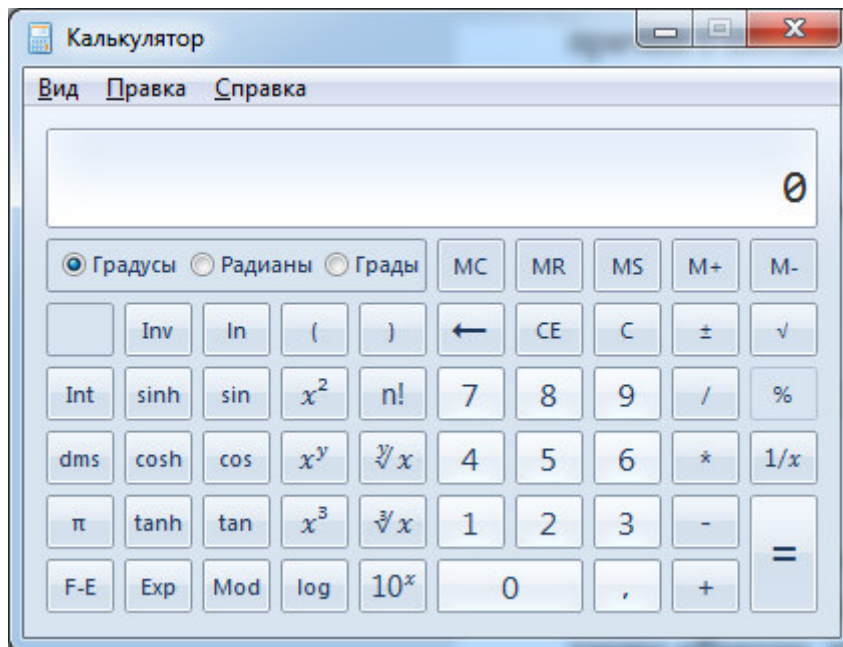 Калькулятор
Вид Правка Справка
0
Градусы Радианы Грады MC MR MS M+ M-
Inv ln ( ) ← CE C ± √
Int sinh sin x² n! 7 8 9 / %
dms cosh cos xʸ ʸ√x 4 5 6 * 1/x
π tanh tan x³ ³√x 1 2 3 - =
F-E Exp Mod log 10ˣ 0 , +